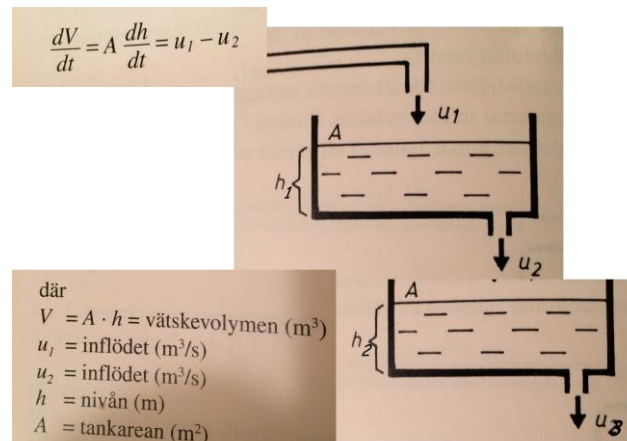 dV/dt = A dh/dt = u₁ – u₂
u1
A
h1
u2
A
h2
u3
där
V = A · h = vätskevolymen (m³)
u₁ = inflödet (m³/s)
u₂ = inflödet (m³/s)
h = nivån (m)
A = tankarean (m²)